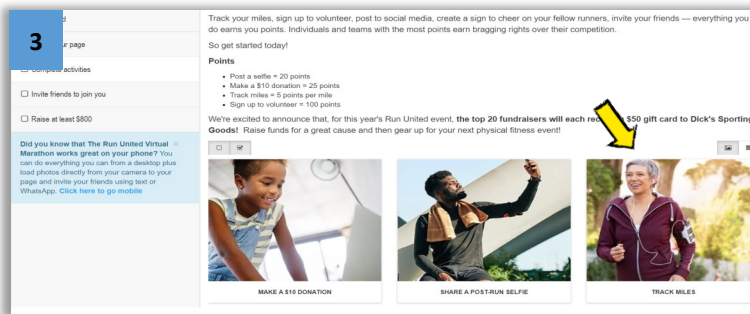 3
ur page
Complete activities
Invite friends to join you
Raise at least $800
Did you know that The Run United Virtual
Marathon works great on your phone? You
can do everything you can from a desktop plus
load photos directly from your camera to your
page and invite your friends using text or
WhatsApp. Click here to go mobile
Track your miles, sign up to volunteer, post to social media, create a sign to cheer on your fellow runners, invite your friends — everything you
do earns you points. Individuals and teams with the most points earn bragging rights over their competition.
So get started today!
Points
Post a selfie = 20 points
Make a $10 donation = 25 points
Track miles = 5 points per mile
Sign up to volunteer = 100 points
We're excited to announce that, for this year's Run United event, the top 20 fundraisers will each $50 gift card to Dick's Sporting
Goods! Raise funds for a great cause and then gear up for your next physical fitness event!
MAKE A $10 DONATION
SHARE A POST-RUN SELFIE
TRACK MILES